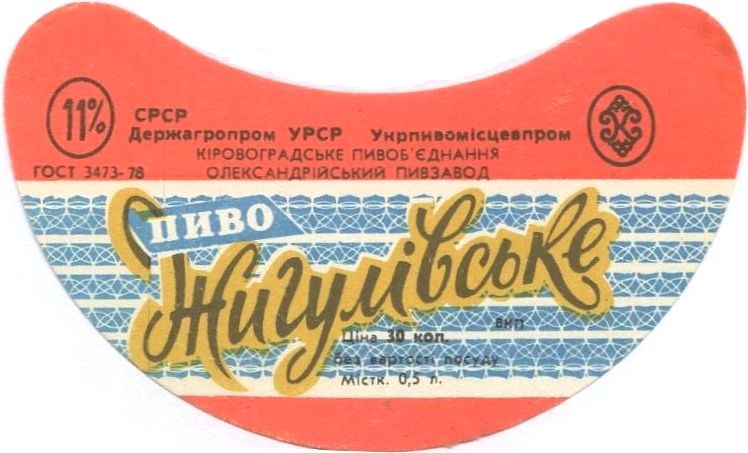 11%
СРСР
Держагропром УРСР Укрпивомісцевпром
КІРОВОГРАДСЬКЕ ПИВОБ'ЄДНАННЯ
ГОСТ 3473-78 ОЛЕКСАНДРІЙСЬКИЙ ПИВЗАВОД
ПИВО
Жигулівське
Ціна 30 коп. ВКП
без вартості посуду
Містк. 0,5 л.